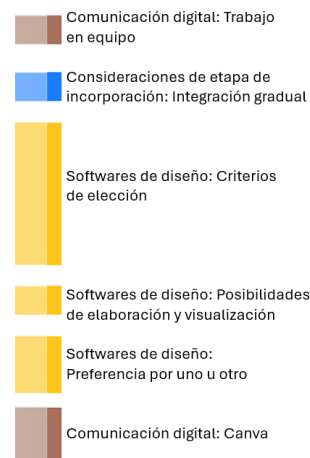 Comunicación digital: Trabajo
en equipo
Consideraciones de etapa de
incorporación: Integración gradual
Softwares de diseño: Criterios
de elección
Softwares de diseño: Posibilidades
de elaboración y visualización
Softwares de diseño:
Preferencia por uno u otro
Comunicación digital: Canva